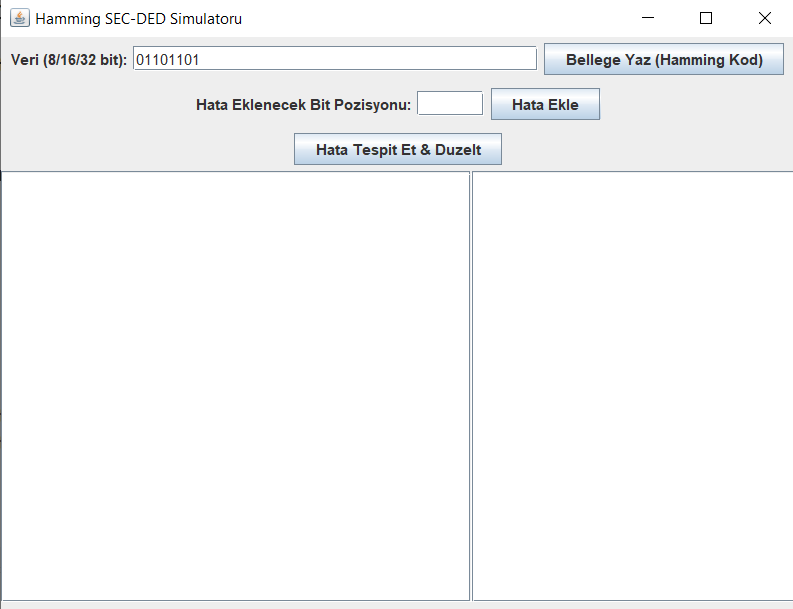 Hamming SEC-DED Simulatoru
Veri (8/16/32 bit): 01101101 Bellege Yaz (Hamming Kod)
Hata Eklenecek Bit Pozisyonu: Hata Ekle
Hata Tespit Et & Duzelt